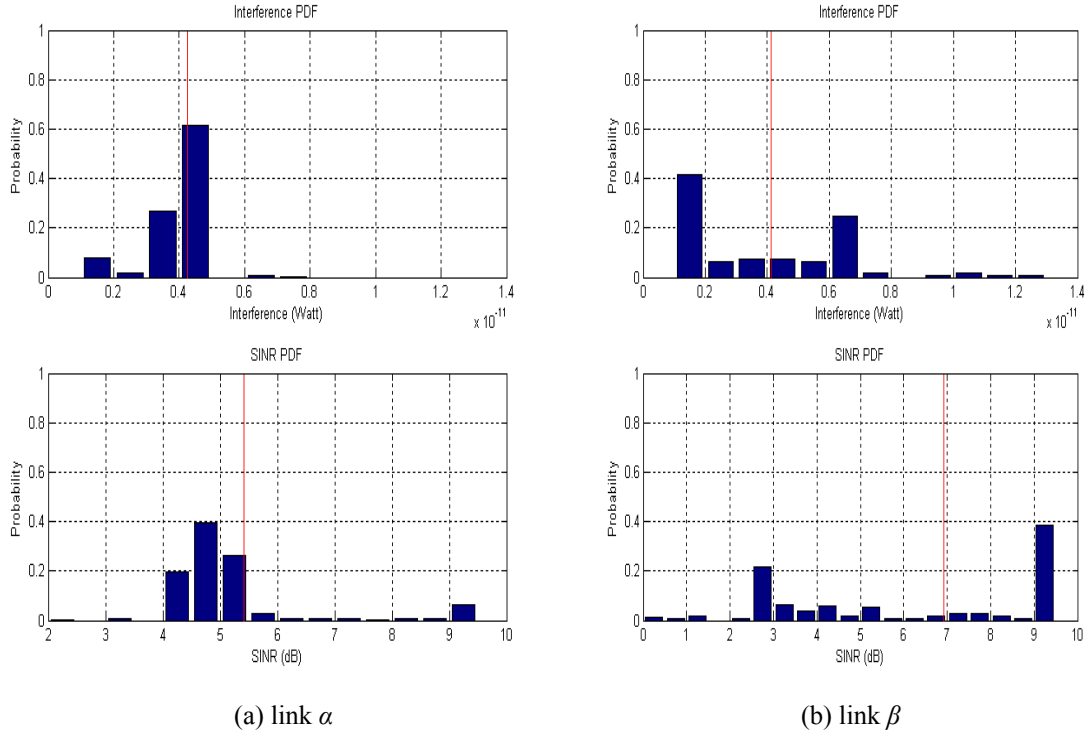 Interference PDF
1
0.8
0.6
0.4
0.2
0
Probability
0 0.2 0.4 0.6 0.8 1 1.2 1.4
Interference (Watt)
x 10^-11
Interference PDF
1
0.8
0.6
0.4
0.2
0
Probability
0 0.2 0.4 0.6 0.8 1 1.2 1.4
Interference (Watt)
x 10^-11
SINR PDF
1
0.8
0.6
0.4
0.2
0
Probability
2 3 4 5 6 7 8 9 10
SINR (dB)
SINR PDF
1
0.8
0.6
0.4
0.2
0
Probability
0 1 2 3 4 5 6 7 8 9 10
SINR (dB)
(a) link α
(b) link β